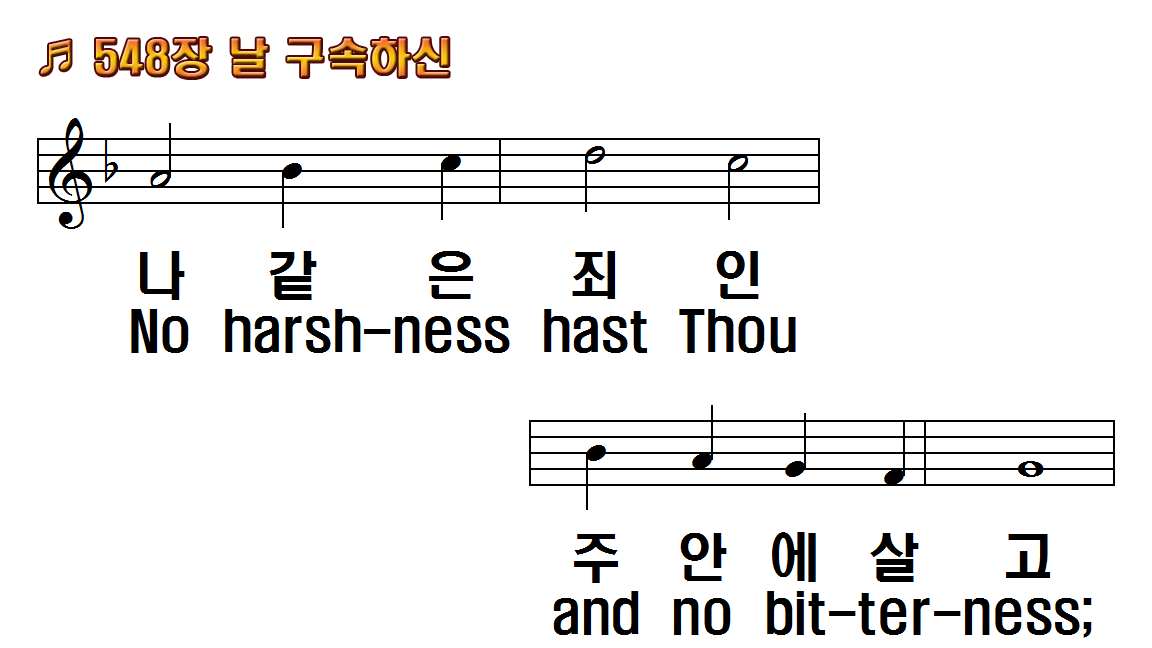 ♬ 548장 날 구속하신
나 같 은 죄 인
No harsh-ness hast Thou
주 안 에 살 고
and no bit-ter-ness;